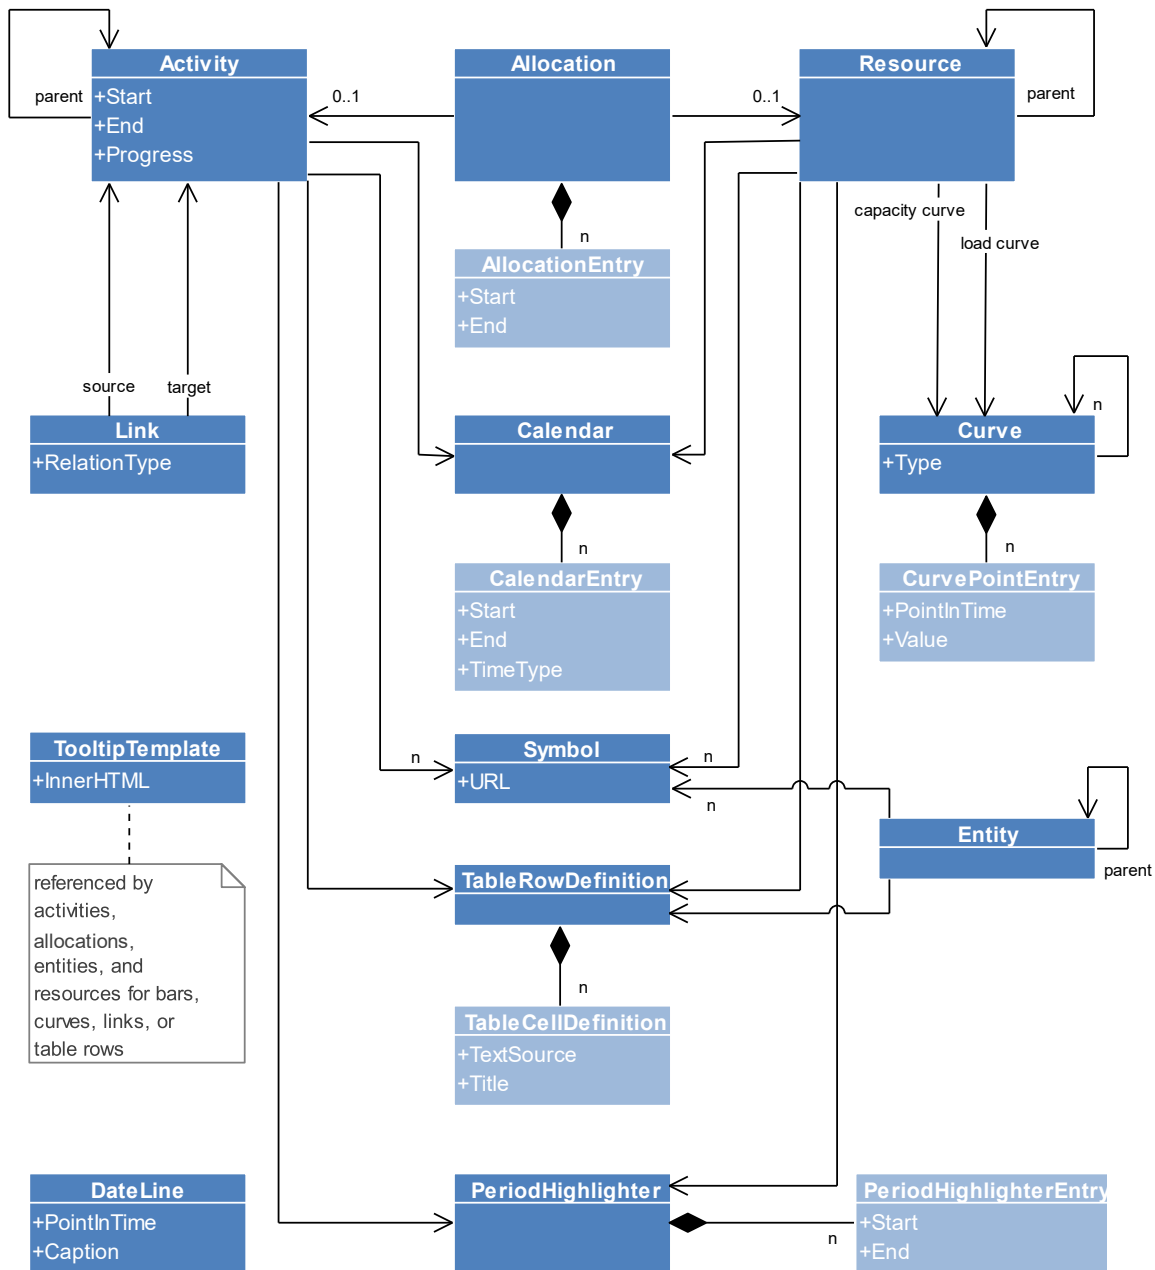 Activity
Allocation
Resource
parent
+Start
+End
+Progress
0..1
0..1
parent
capacity curve
load curve
n
AllocationEntry
+Start
+End
source
target
Link
+RelationType
Calendar
n
Curve
+Type
n
n
CalendarEntry
+Start
+End
+TimeType
CurvePointEntry
+PointInTime
+Value
TooltipTemplate
+InnerHTML
n
Symbol
+URL
n
n
Entity
parent
referenced by
activities,
allocations,
entities, and
resources for bars,
curves, links, or
table rows
TableRowDefinition
n
TableCellDefinition
+TextSource
+Title
DateLine
+PointInTime
+Caption
PeriodHighlighter
n
PeriodHighlighterEntry
+Start
+End